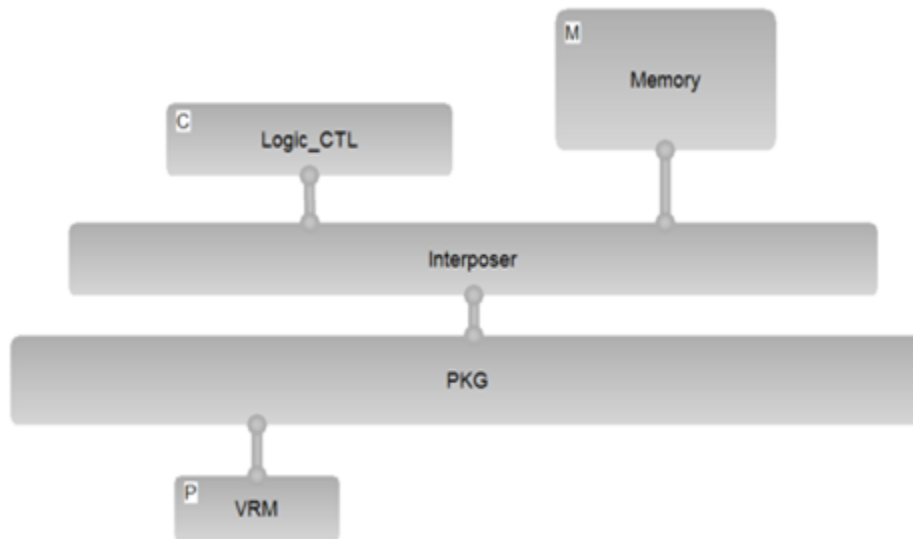 M
Memory
C
Logic_CTL
Interposer
PKG
P
VRM